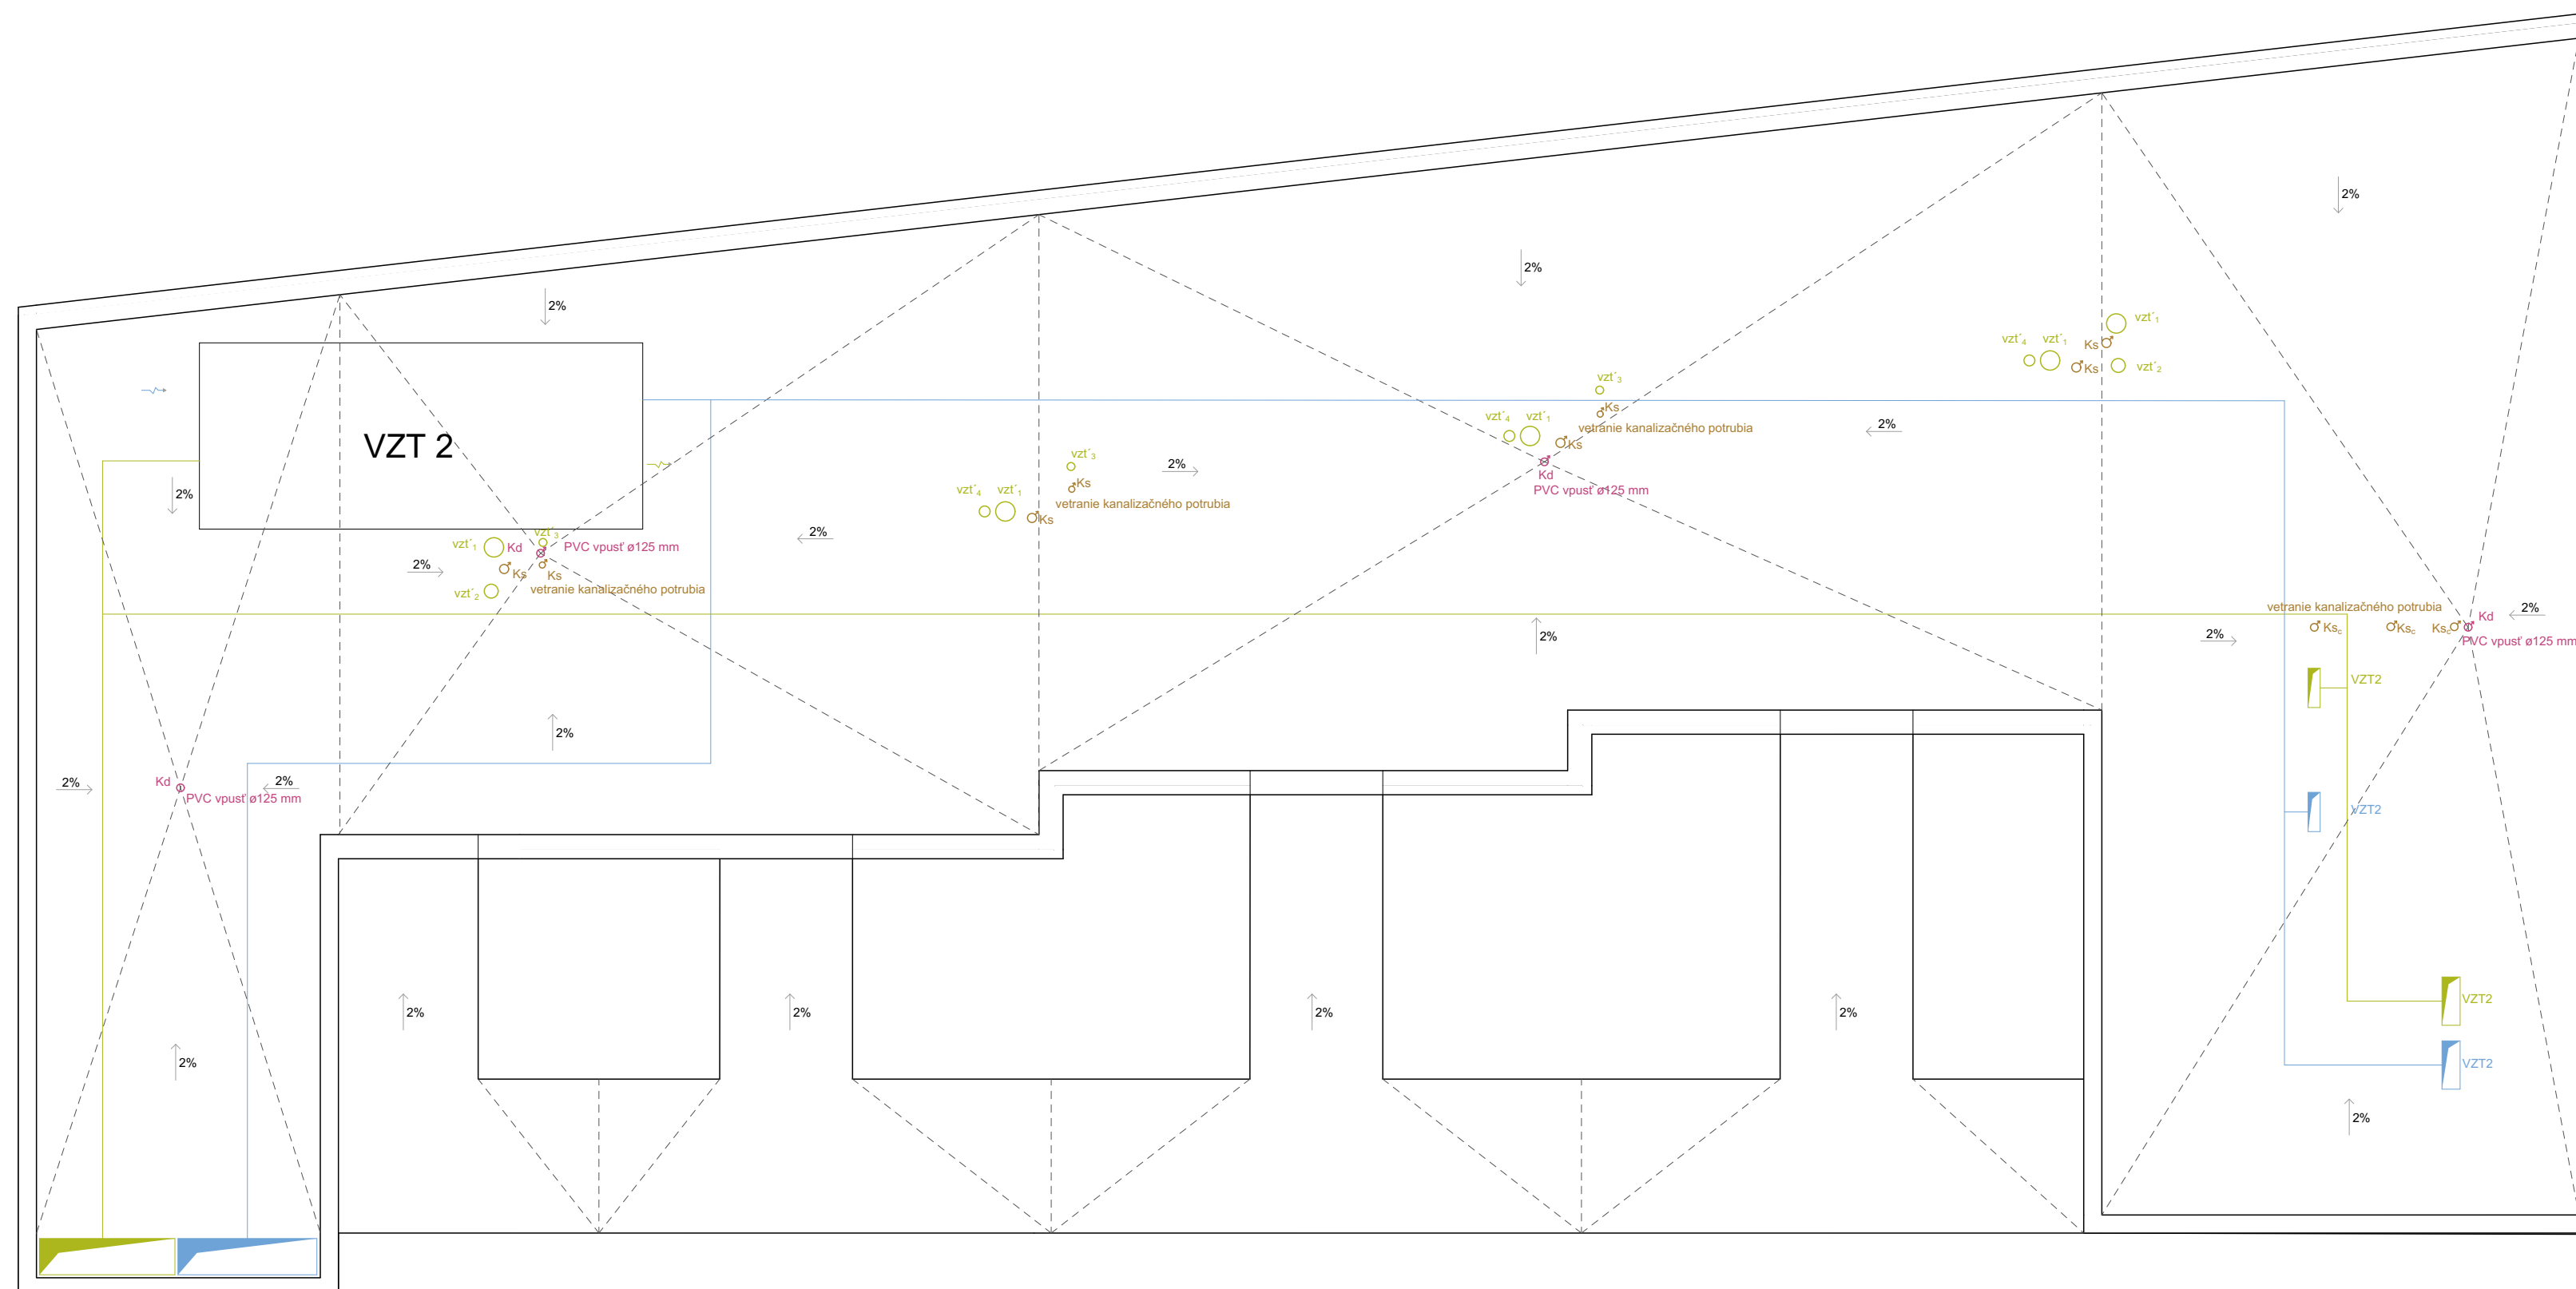 2%
2%
2%
vzt´1
vzt´4 vzt´1
Ks
Ks
vzt´2
2%
vzt´3
Ks
vzt´4 vzt´1
vetranie kanalizačného potrubia
Ks
2%
Kd
PVC vpusť ø125 mm
VZT 2
2%
vzt´3
Ks
2%
vzt´4 vzt´1
vetranie kanalizačného potrubia
Ks
2%
vzt´3
vzt´1 Kd PVC vpusť ø125 mm
2%
Ks Ks
vzt´2 vetranie kanalizačného potrubia
vetranie kanalizačného potrubia
Kd 2%
Ksc Ksc Ksc
2%
2%
PVC vpusť ø125 mm
VZT2
2%
2% Kd 2%
PVC vpusť ø125 mm
VZT2
VZT2
2% 2% 2% 2%
2%
VZT2
2%